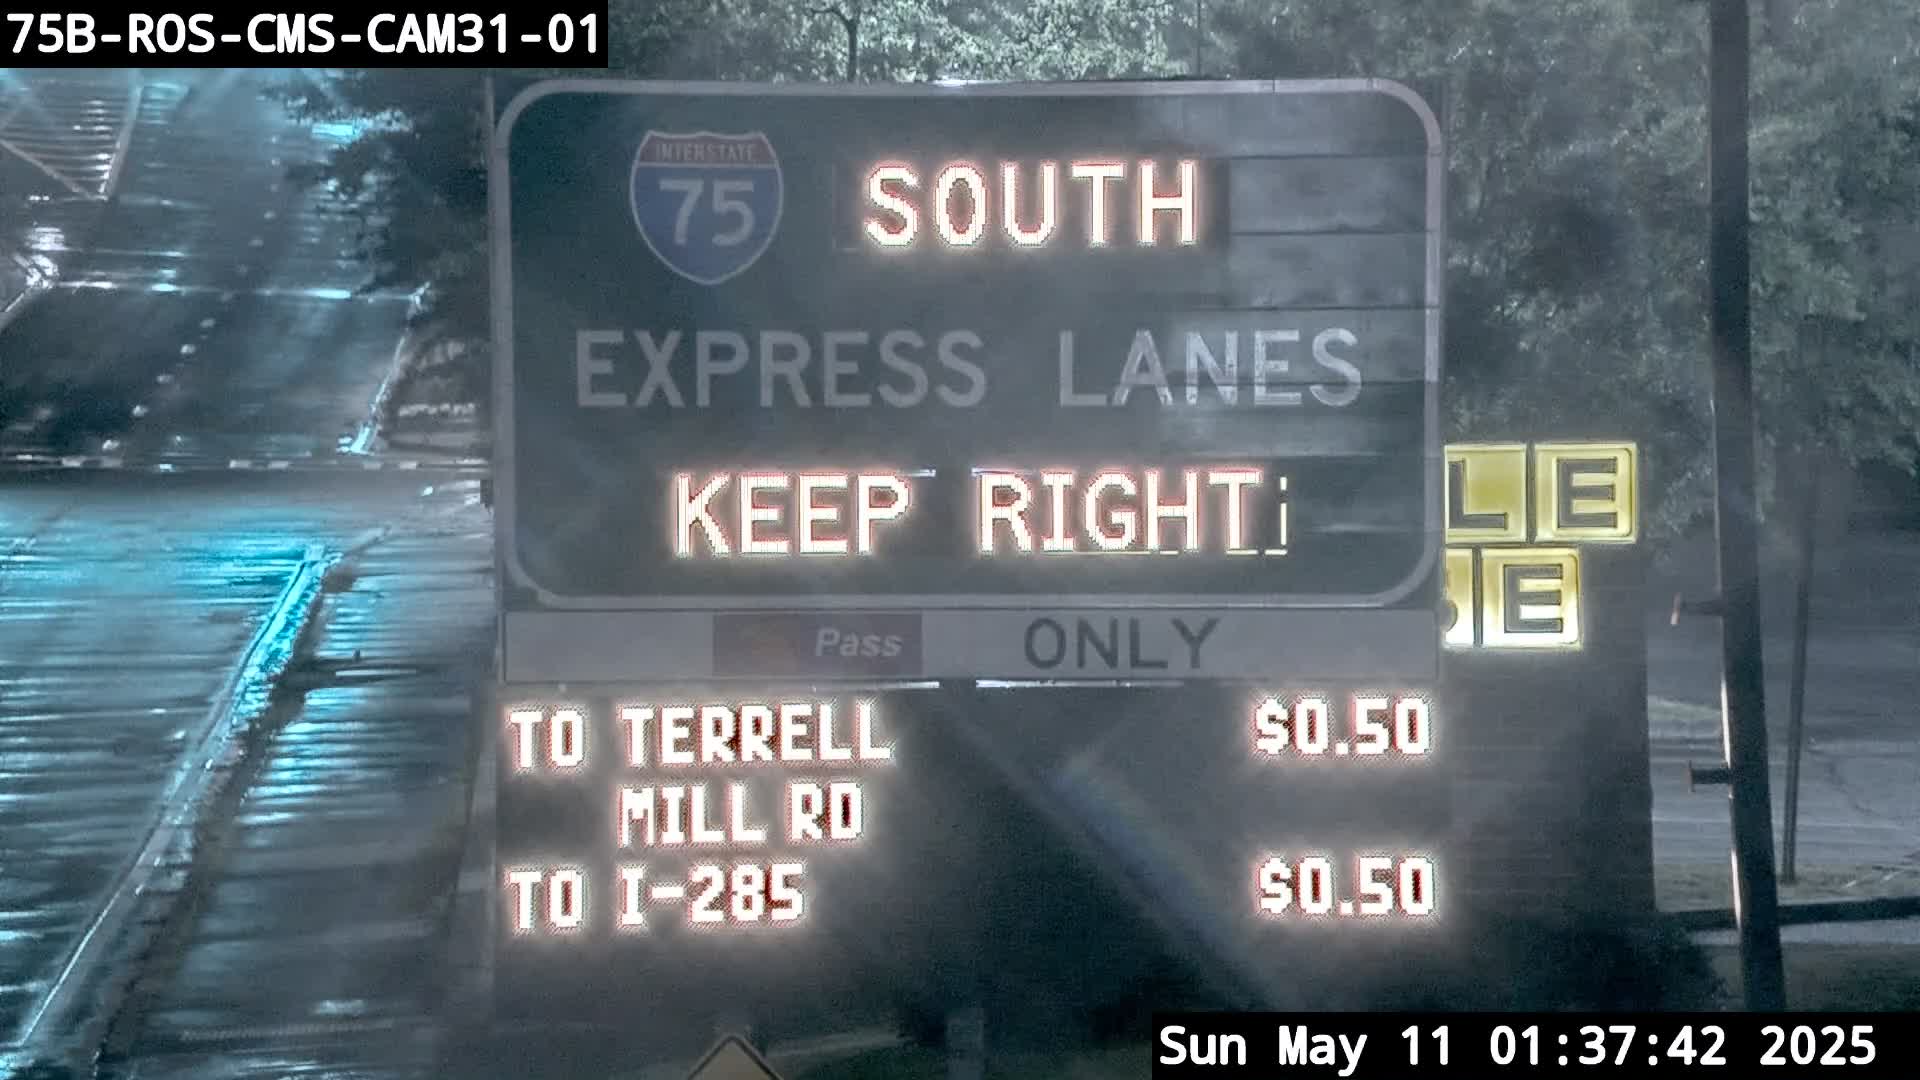 75B-ROS-CMS-CAM31-01
INTERSTATE
75
SOUTH
EXPRESS LANES
KEEP RIGHT
LE
E
Pass ONLY
TO TERRELL $0.50
MILL RD
TO I-285 $0.50
Sun May 11 01:37:42 2025